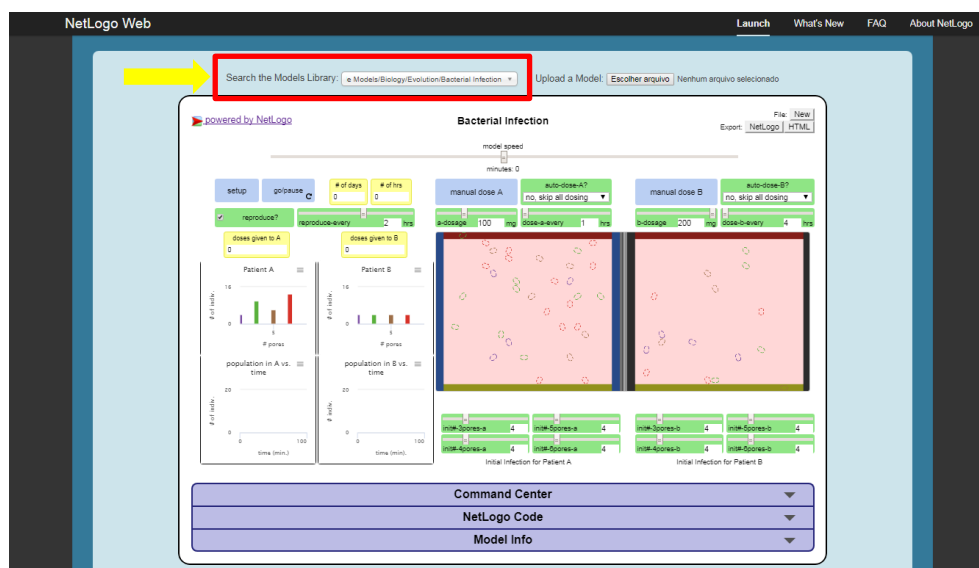 NetLogo Web
Launch What's New FAQ About NetLogo
Search the Models Library: e Models/Biology/Evolution/Bacterial Infection Upload a Model: Escolher arquivo Nenhum arquivo selecionado
powered by NetLogo
Bacterial Infection
File: New
Export: NetLogo HTML
model speed
minutes: 0
setup go/pause
# of days # of hrs
0 0
manual dose A
auto-dose-A?
no, skip all dosing
manual dose B
auto-dose-B?
no, skip all dosing
reproduce? reproduce-every 2 hrs
a-dosage 100 mg dose-a-every 1 hrs
b-dosage 200 mg dose-b-every 4 hrs
doses given to A doses given to B
0 0
Patient A
# of indiv.
0
# pores
Patient B
# of indiv.
0
# pores
population in A vs. time
# of indiv.
20
0
0 100
time (min.)
population in B vs. time
# of indiv.
20
0
0 100
time (min).
init#-3pores-a 4 init#-5pores-a 4
init#-4pores-a 4 init#-6pores-a 4
Initial Infection for Patient A
init#-3pores-b 4 init#-5pores-b 4
init#-4pores-b 4 init#-6pores-b 4
Initial Infection for Patient B
Command Center
NetLogo Code
Model Info